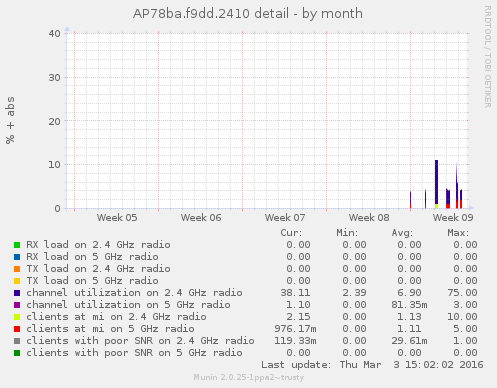 AP78ba.f9dd.2410 detail - by month
RRDTOOL / TOBI OETIKER
% + abs
40
30
20
10
0
Week 05 Week 06 Week 07 Week 08 Week 09
Cur: Min: Avg: Max:
RX load on 2.4 GHz radio 0.00 0.00 0.00 0.00
RX load on 5 GHz radio 0.00 0.00 0.00 0.00
TX load on 2.4 GHz radio 0.00 0.00 0.00 0.00
TX load on 5 GHz radio 0.00 0.00 0.00 0.00
channel utilization on 2.4 GHz radio 38.11 2.39 6.90 75.00
channel utilization on 5 GHz radio 1.10 0.00 81.35m 3.00
clients at mi on 2.4 GHz radio 2.15 0.00 1.13 10.00
clients at mi on 5 GHz radio 976.17m 0.00 1.11 5.00
clients with poor SNR on 2.4 GHz radio 119.33m 0.00 29.61m 1.00
clients with poor SNR on 5 GHz radio 0.00 0.00 0.00 0.00
Last update: Thu Mar 3 15:02:02 2016
Munin 2.0.25-1ppa2~trusty